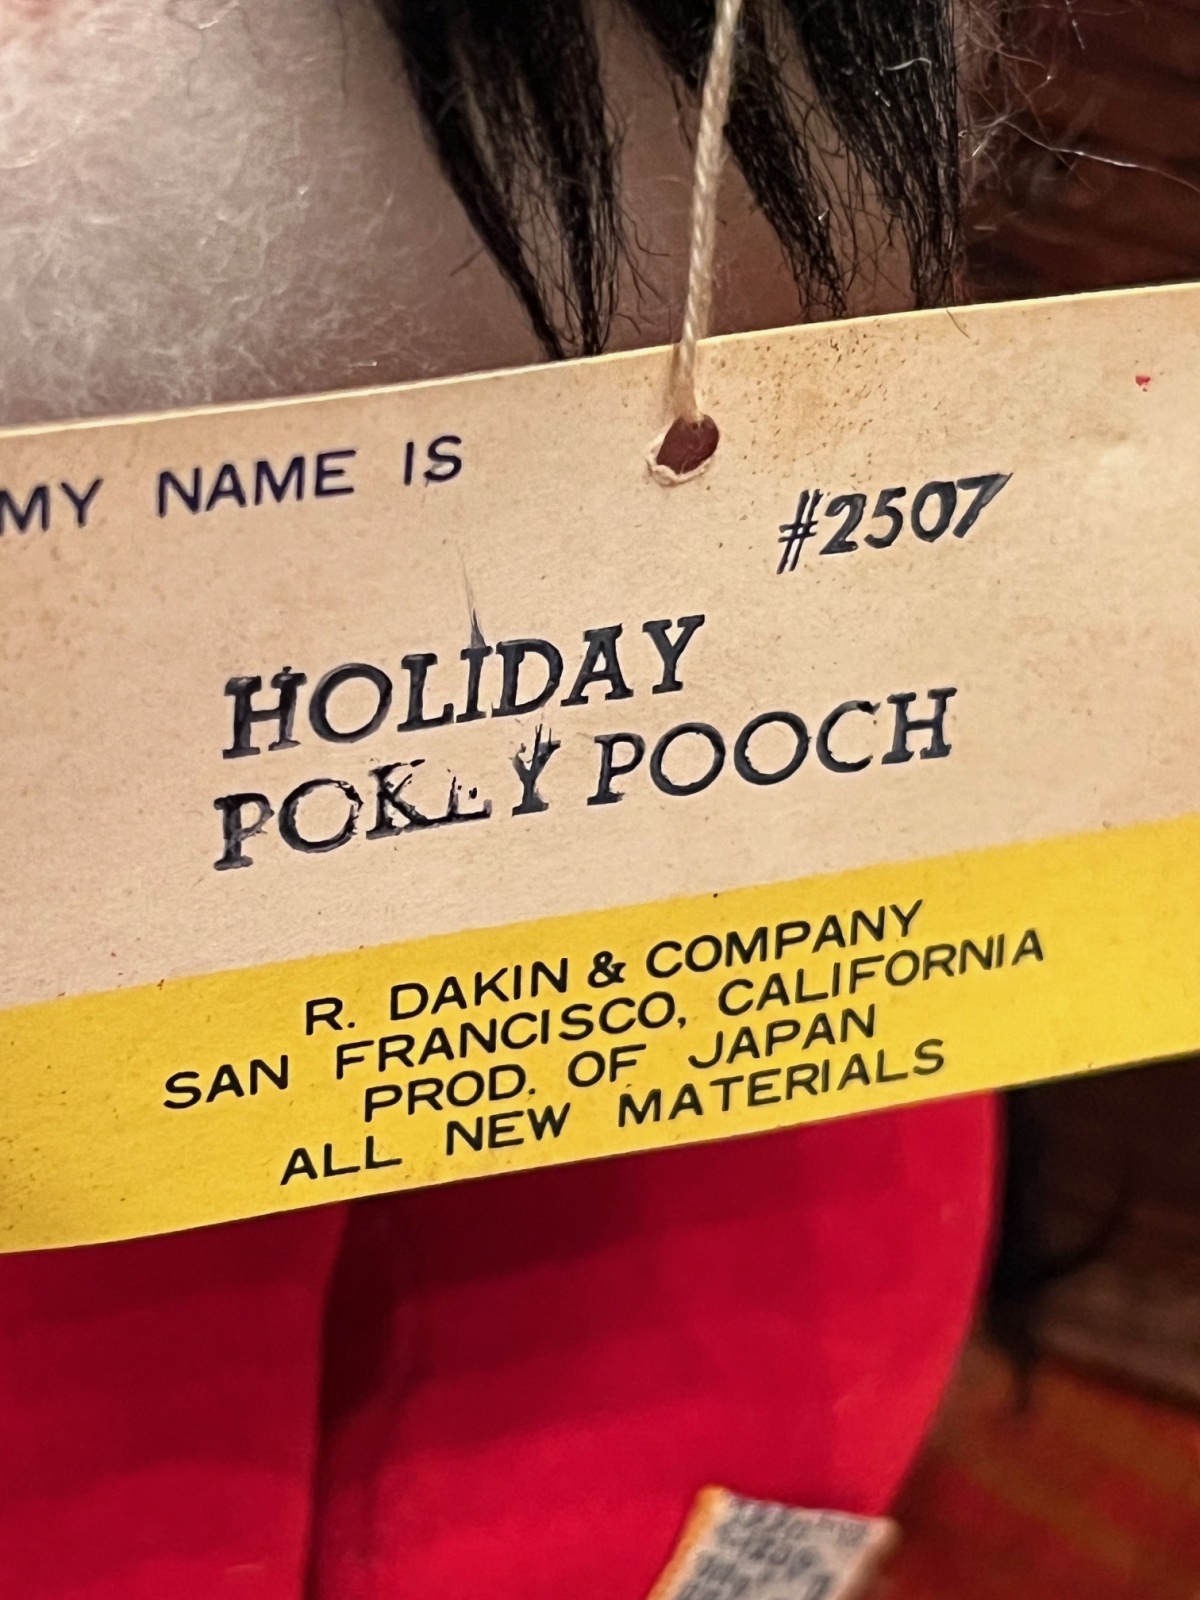 MY NAME IS
#2507
HOLIDAY
POKEY POOCH
R. DAKIN & COMPANY
SAN FRANCISCO, CALIFORNIA
PROD. OF JAPAN
ALL NEW MATERIALS